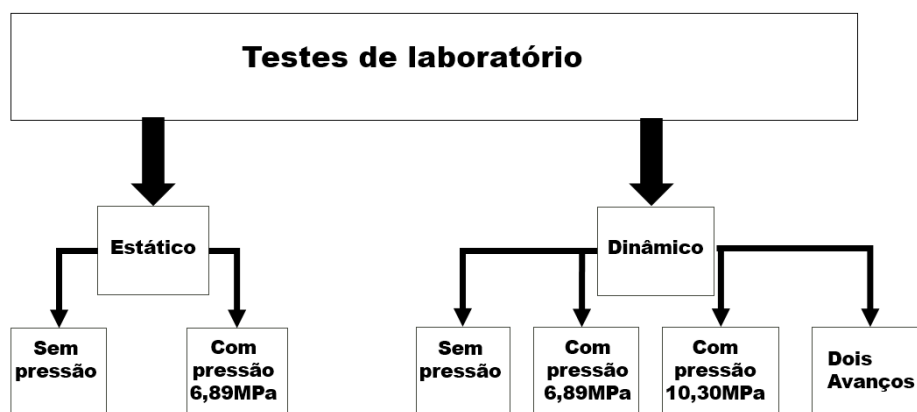 Testes de laboratório
Estático
Dinâmico
Sem
pressão
Com
pressão
6,89MPa
Sem
pressão
Com
pressão
6,89MPa
Com
pressão
10,30MPa
Dois
Avanços